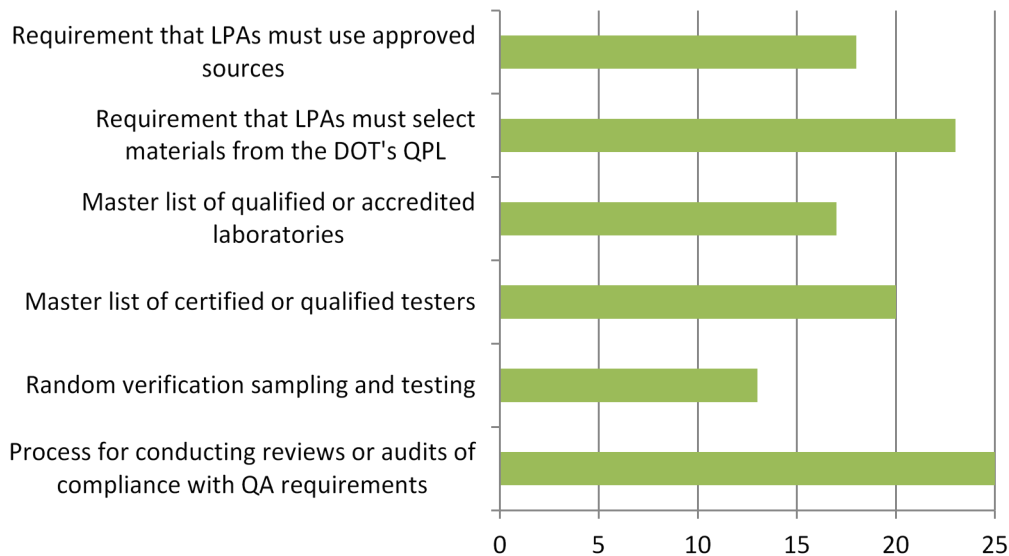 Requirement that LPAs must use approved
sources
Requirement that LPAs must select
materials from the DOT's QPL
Master list of qualified or accredited
laboratories
Master list of certified or qualified testers
Random verification sampling and testing
Process for conducting reviews or audits of
compliance with QA requirements
0 5 10 15 20 25